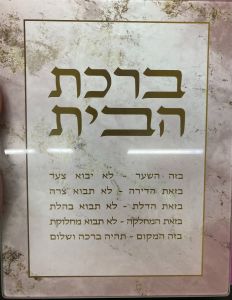 ברכת
הבית
בזה השער - לא יבוא צער
בזאת הדירה - לא תבוא צרה
בזאת הדלת - לא תבוא בהלת
בזאת המחלקה - לא תבוא מחלוקת
בזה המקום - תהיה ברכה ושלום